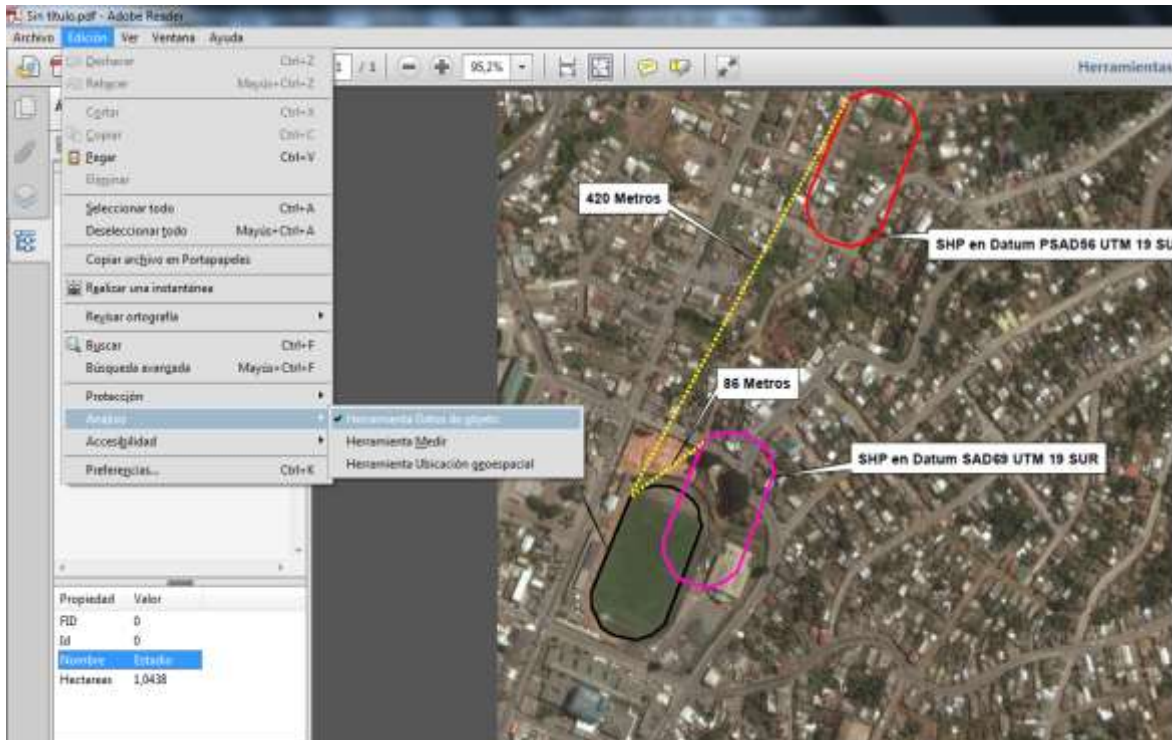 Sin título.pdf - Adobe Reader
Archivo Edición Ver Ventana Ayuda
1 / 1 95,2% Herramientas
Deshacer Ctrl+Z
Rehacer Mayús+Ctrl+Z
Cortar Ctrl+X
Copiar Ctrl+C
Pegar Ctrl+V
Eliminar
Seleccionar todo Ctrl+A
Deseleccionar todo Mayús+Ctrl+A
Copiar archivo en Portapapeles
Realizar una instantánea
Revisar ortografía
Buscar Ctrl+F
Búsqueda avanzada Mayús+Ctrl+F
Protección
Análisis
Accesibilidad
Preferencias... Ctrl+K
Herramienta Datos de objeto
Herramienta Medir
Herramienta Ubicación geoespacial
420 Metros
SHP en Datum PSAD56 UTM 19 SU
86 Metros
SHP en Datum SAD69 UTM 19 SUR
Propiedad Valor
FID 0
Id 0
Nombre Estadio
Hectareas 1,0438